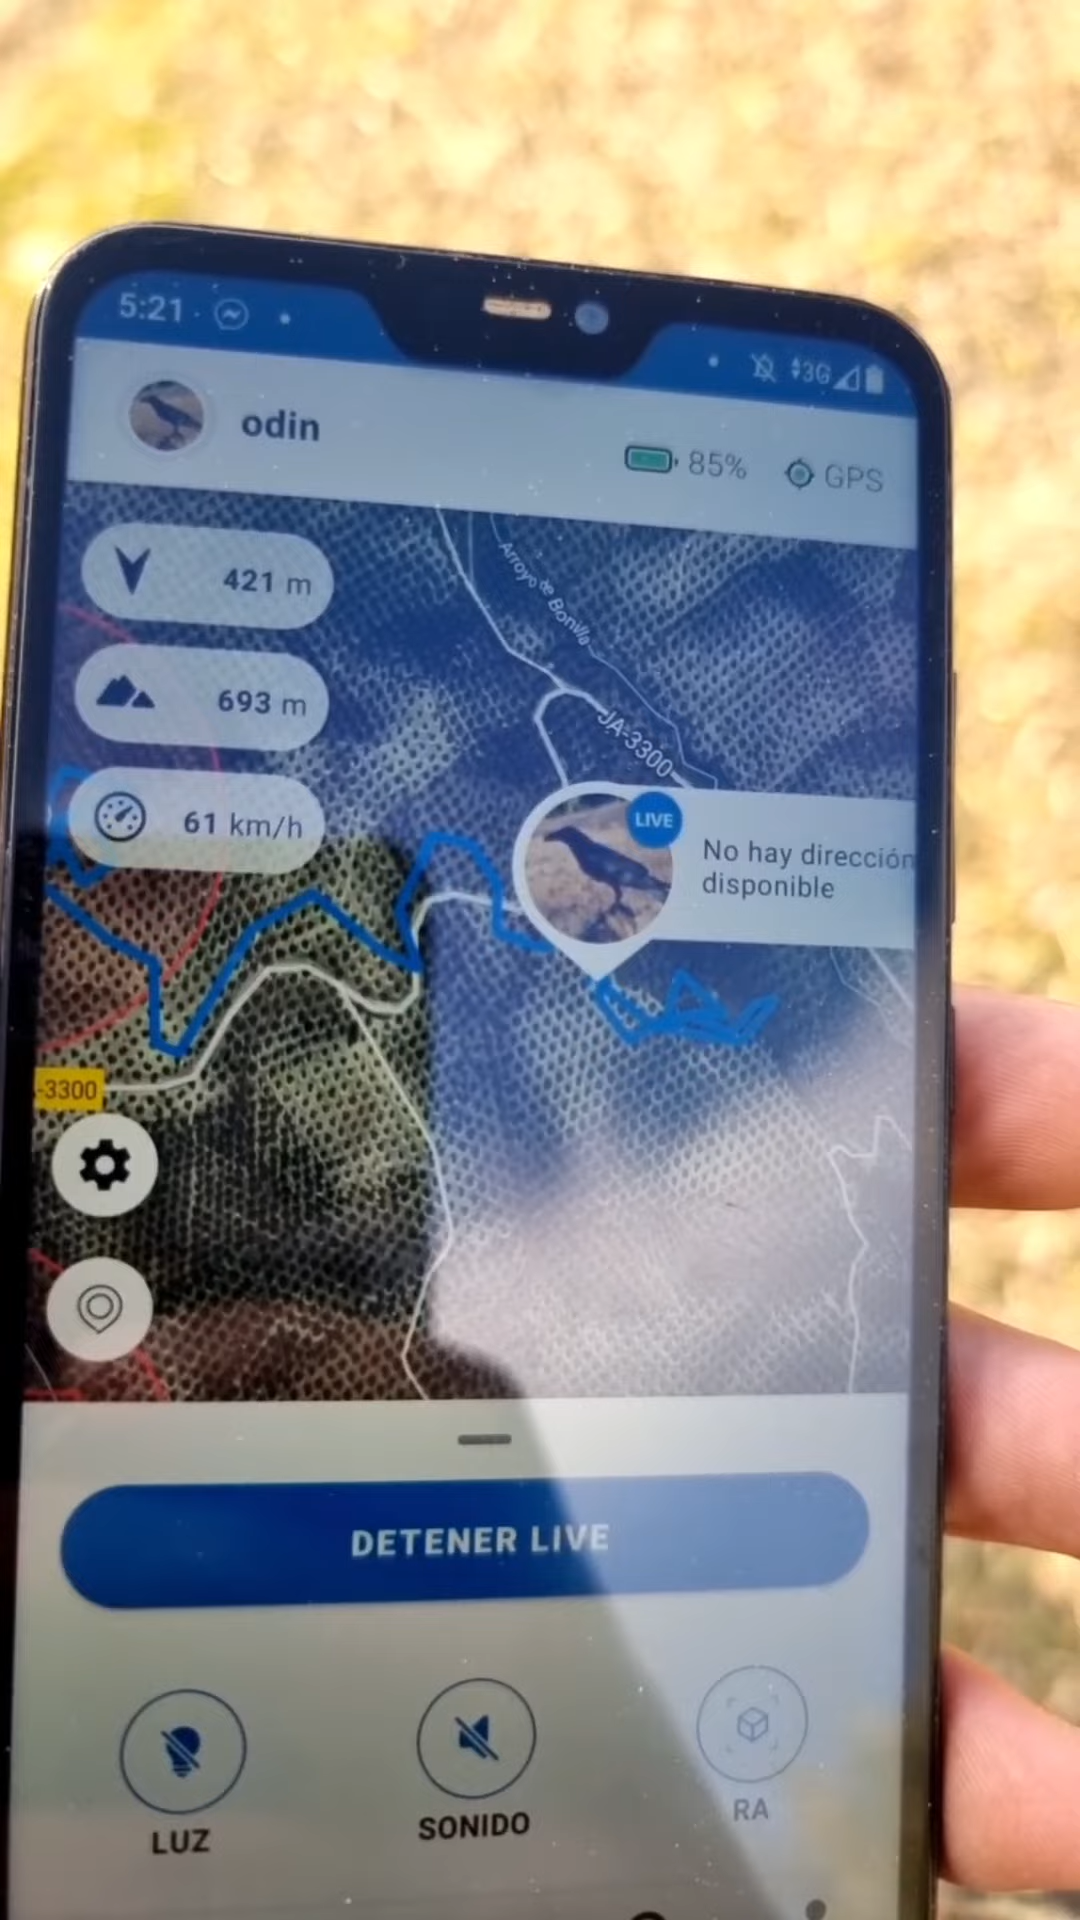 5:21
3G
odin
85%
GPS
421 m
Arroyo de Bonilla
693 m
JA-3300
61 km/h
LIVE
No hay dirección
disponible
-3300
DETENER LIVE
LUZ
SONIDO
RA